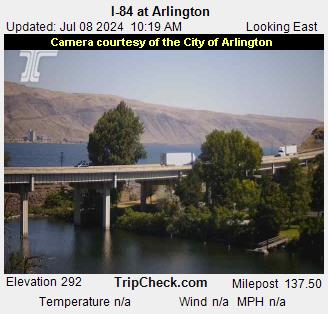 I-84 at Arlington
Updated: Jul 08 2024  10:19 AM    Looking East
Camera courtesy of the City of Arlington
Elevation 292    TripCheck.com    Milepost  137.50
Temperature n/a    Wind n/a  MPH n/a